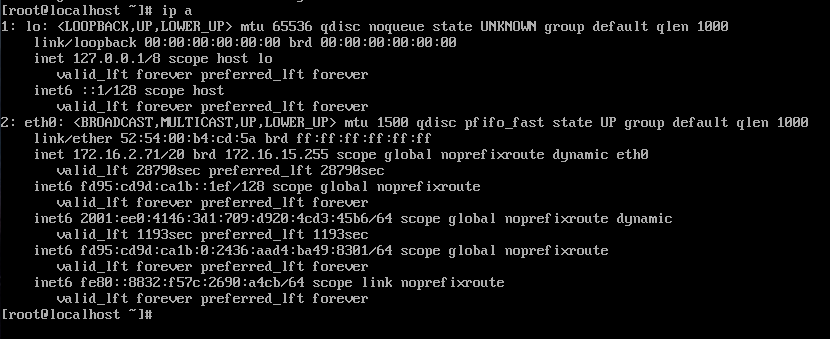 [root@localhost ~]# ip a
1: lo: <LOOPBACK,UP,LOWER_UP> mtu 65536 qdisc noqueue state UNKNOWN group default qlen 1000
    link/loopback 00:00:00:00:00:00 brd 00:00:00:00:00:00
    inet 127.0.0.1/8 scope host lo
       valid_lft forever preferred_lft forever
    inet6 ::1/128 scope host
       valid_lft forever preferred_lft forever
2: eth0: <BROADCAST,MULTICAST,UP,LOWER_UP> mtu 1500 qdisc pfifo_fast state UP group default qlen 1000
    link/ether 52:54:00:b4:cd:5a brd ff:ff:ff:ff:ff:ff
    inet 172.16.2.71/20 brd 172.16.15.255 scope global noprefixroute dynamic eth0
       valid_lft 28790sec preferred_lft 28790sec
    inet6 fd95:cd9d:ca1b::1ef/128 scope global noprefixroute
       valid_lft forever preferred_lft forever
    inet6 2001:ee0:4146:3d1:709:d920:4cd3:45b6/64 scope global noprefixroute dynamic
       valid_lft 1193sec preferred_lft 1193sec
    inet6 fd95:cd9d:ca1b:0:2436:aad4:ba49:8301/64 scope global noprefixroute
       valid_lft forever preferred_lft forever
    inet6 fe80::8832:f57c:2690:a4cb/64 scope link noprefixroute
       valid_lft forever preferred_lft forever
[root@localhost ~]#